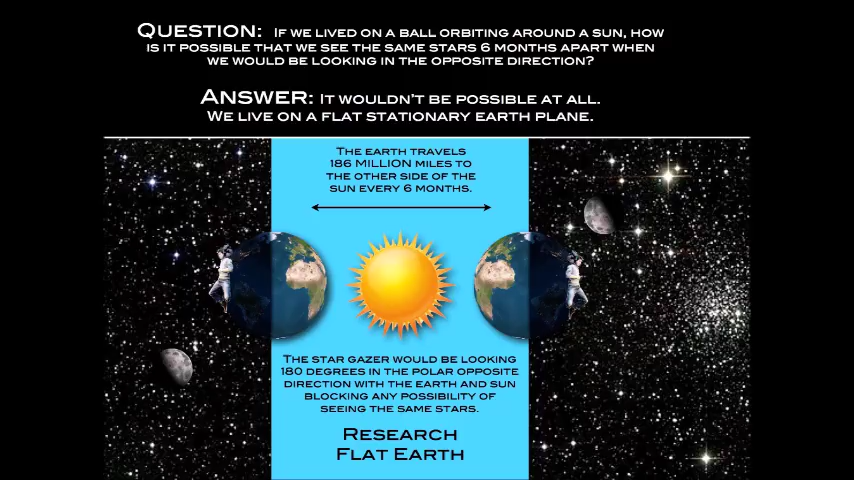 QUESTION: IF WE LIVED ON A BALL ORBITING AROUND A SUN, HOW
IS IT POSSIBLE THAT WE SEE THE SAME STARS 6 MONTHS APART WHEN
WE WOULD BE LOOKING IN THE OPPOSITE DIRECTION?
ANSWER: IT WOULDN'T BE POSSIBLE AT ALL.
WE LIVE ON A FLAT STATIONARY EARTH PLANE.
THE EARTH TRAVELS
186 MILLION MILES TO
THE OTHER SIDE OF THE
SUN EVERY 6 MONTHS.
THE STAR GAZER WOULD BE LOOKING
180 DEGREES IN THE POLAR OPPOSITE
DIRECTION WITH THE EARTH AND SUN
BLOCKING ANY POSSIBILITY OF
SEEING THE SAME STARS.
RESEARCH
FLAT EARTH